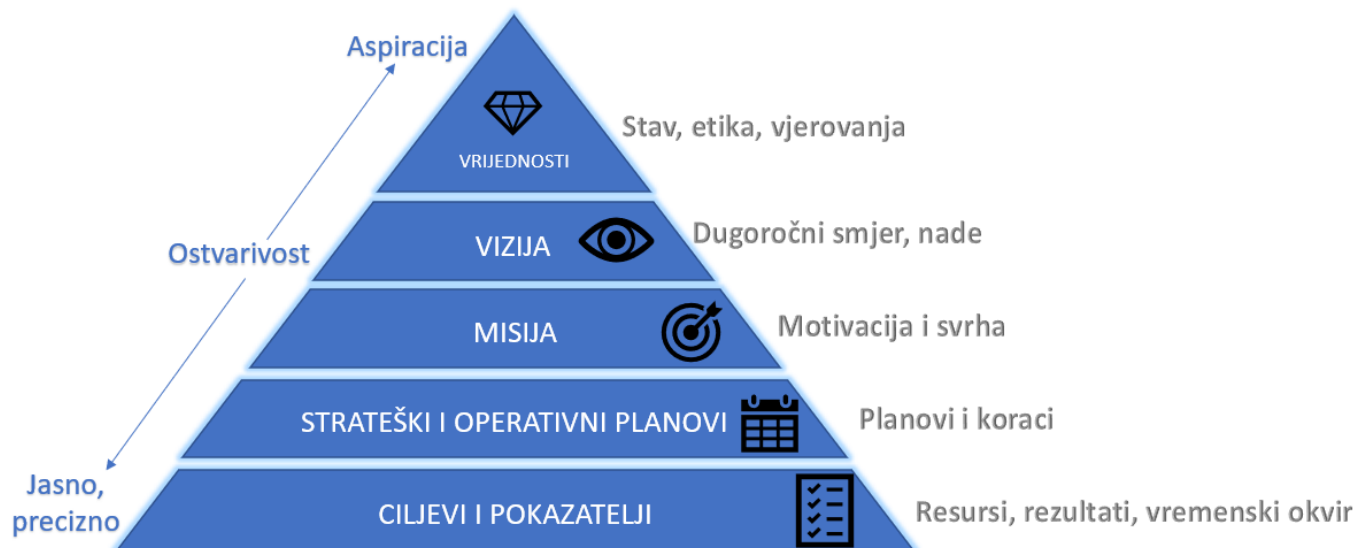 Aspiracija
Stav, etika, vjerovanja
VRIJEDNOSTI
Ostvarivost
VIZIJA
Dugoročni smjer, nade
MISIJA
Motivacija i svrha
STRATEŠKI I OPERATIVNI PLANOVI
Planovi i koraci
Jasno,
precizno
CILJEVI I POKAZATELJI
Resursi, rezultati, vremenski okvir